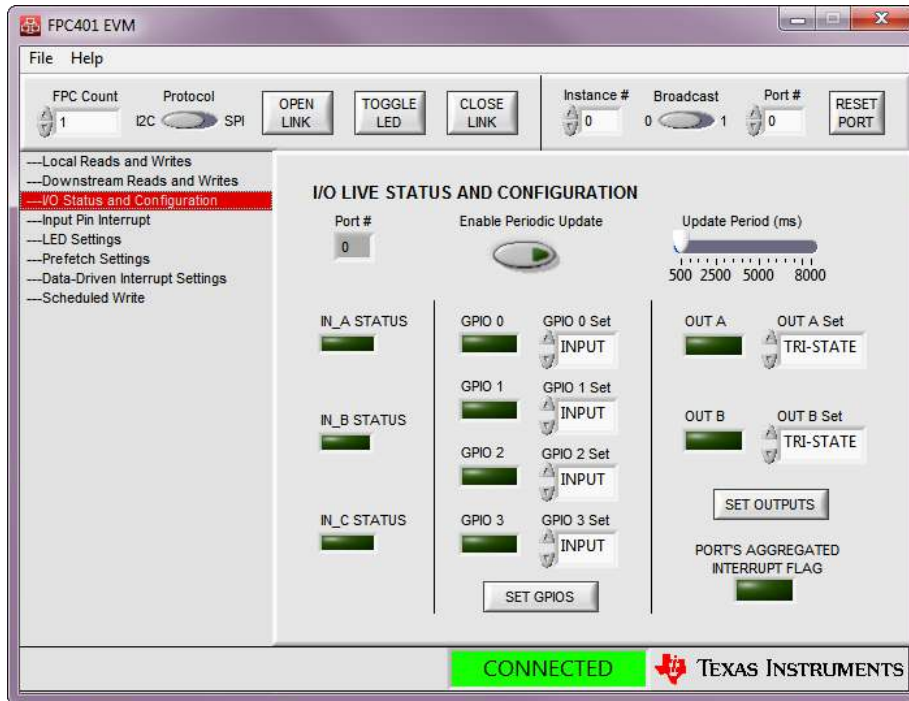 FPC401 EVM
File Help
FPC Count
1
Protocol
I2C SPI
OPEN
LINK
TOGGLE
LED
CLOSE
LINK
Instance #
0
Broadcast
0 1
Port #
0
RESET
PORT
---Local Reads and Writes
---Downstream Reads and Writes
---I/O Status and Configuration
---Input Pin Interrupt
---LED Settings
---Prefetch Settings
---Data-Driven Interrupt Settings
---Scheduled Write
I/O LIVE STATUS AND CONFIGURATION
Port #
0
Enable Periodic Update
Update Period (ms)
500 2500 5000 8000
IN_A STATUS
IN_B STATUS
IN_C STATUS
GPIO 0
GPIO 0 Set
INPUT
GPIO 1
GPIO 1 Set
INPUT
GPIO 2
GPIO 2 Set
INPUT
GPIO 3
GPIO 3 Set
INPUT
SET GPIOS
OUT A
OUT A Set
TRI-STATE
OUT B
OUT B Set
TRI-STATE
SET OUTPUTS
PORT'S AGGREGATED
INTERRUPT FLAG
CONNECTED
TEXAS INSTRUMENTS